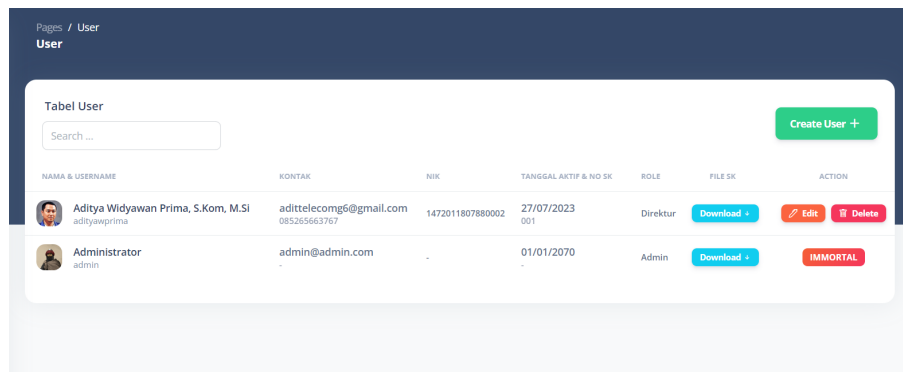 Pages / User
User
Tabel User
Search ...
Create User +
NAMA & USERNAME KONTAK NIK TANGGAL AKTIF & NO SK ROLE FILE SK ACTION
Aditya Widyawan Prima, S.Kom, M.Si adittelecomg6@gmail.com 1472011807880002 27/07/2023 Direktur Download ↓ Edit Delete
adityawprima 085265663767 001
Administrator admin@admin.com - 01/01/2070 Admin Download ↓ IMMORTAL
admin - -